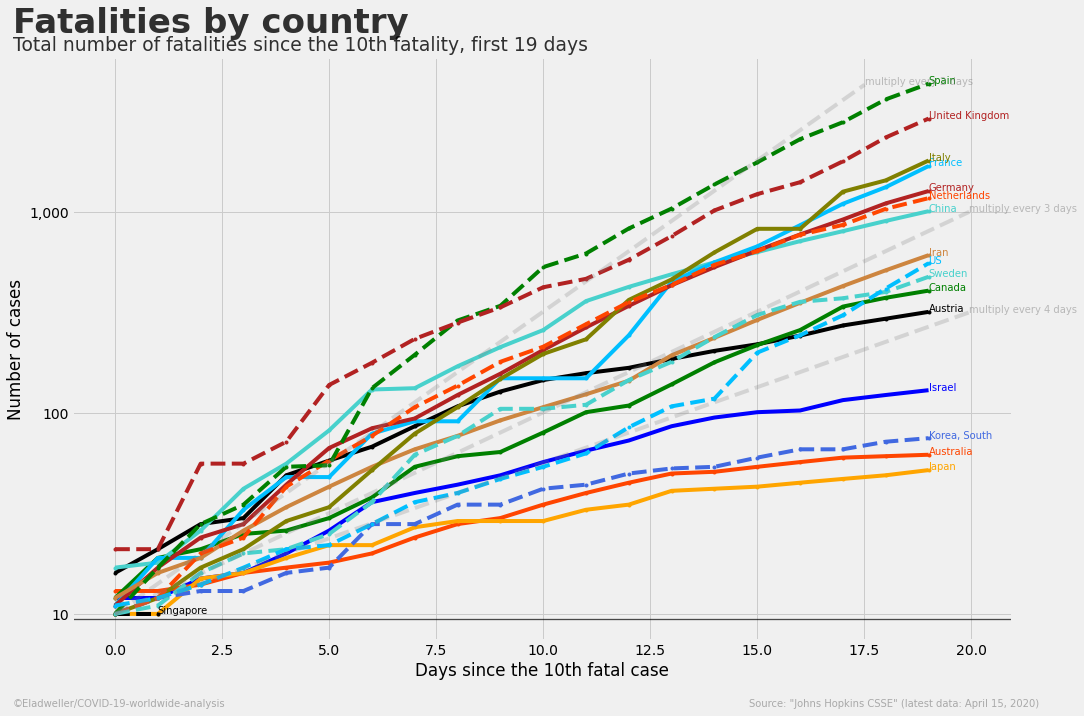 Fatalities by country
Total number of fatalities since the 10th fatality, first 19 days
Number of cases
1,000
100
10
multiply every 2 days
Spain
United Kingdom
Italy
France
Germany
Netherlands
China
multiply every 3 days
Iran
US
Sweden
Canada
Austria
multiply every 4 days
Israel
Korea, South
Australia
Japan
Singapore
0.0 2.5 5.0 7.5 10.0 12.5 15.0 17.5 20.0
Days since the 10th fatal case
©Eladweller/COVID-19-worldwide-analysis
Source: "Johns Hopkins CSSE" (latest data: April 15, 2020)